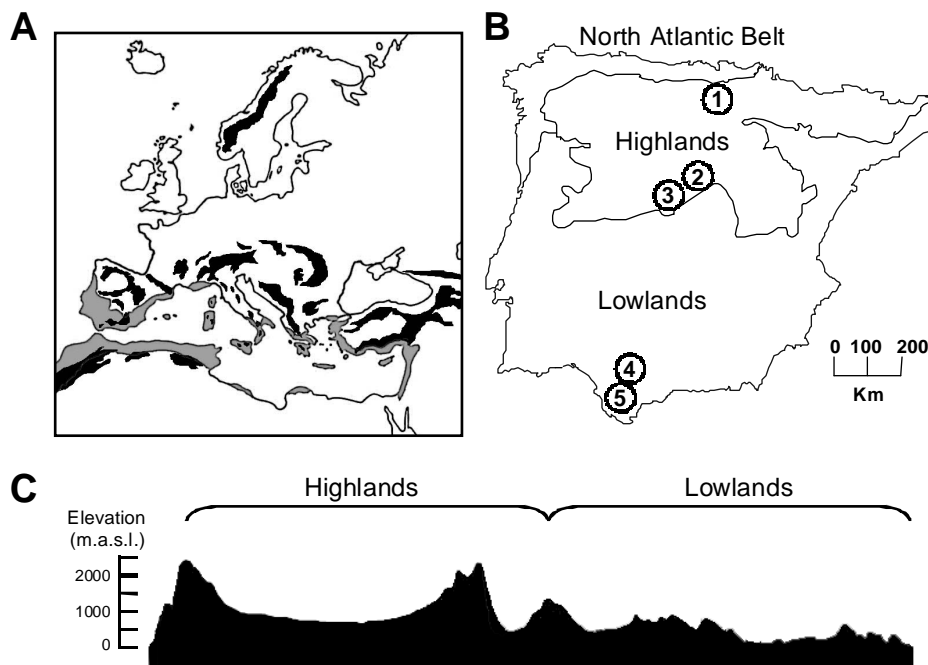 A
B
North Atlantic Belt
1
Highlands
2
3
Lowlands
4
5
0 100 200
Km
C
Highlands
Lowlands
Elevation
(m.a.s.l.)
2000
1000
0